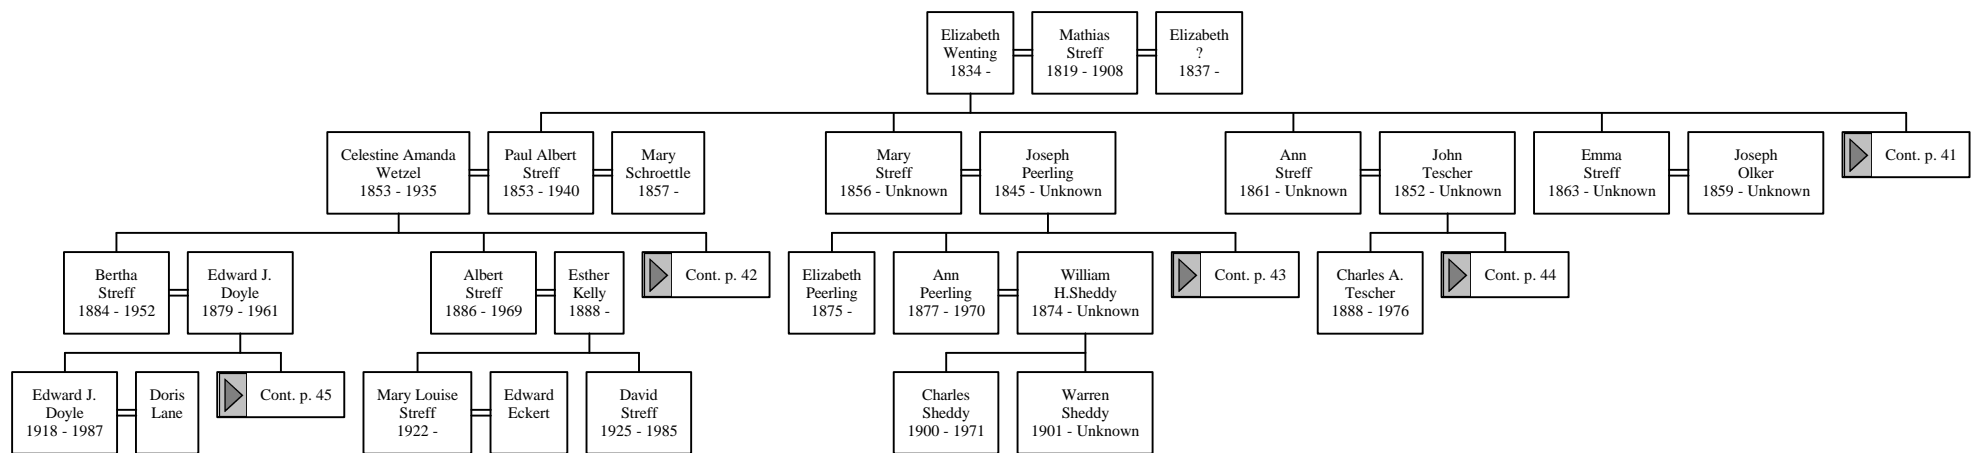 Elizabeth
Wenting
1834 -
Mathias
Streff
1819 - 1908
Elizabeth
?
1837 -
Celestine Amanda
Wetzel
1853 - 1935
Paul Albert
Streff
1853 - 1940
Mary
Schroettle
1857 -
Mary
Streff
1856 - Unknown
Joseph
Peerling
1845 - Unknown
Ann
Streff
1861 - Unknown
John
Tescher
1852 - Unknown
Emma
Streff
1863 - Unknown
Joseph
Olker
1859 - Unknown
Cont. p. 41
Bertha
Streff
1884 - 1952
Edward J.
Doyle
1879 - 1961
Albert
Streff
1886 - 1969
Esther
Kelly
1888 -
Cont. p. 42
Elizabeth
Peerling
1875 -
Ann
Peerling
1877 - 1970
William
H.Sheddy
1874 - Unknown
Cont. p. 43
Charles A.
Tescher
1888 - 1976
Cont. p. 44
Edward J.
Doyle
1918 - 1987
Doris
Lane
Cont. p. 45
Mary Louise
Streff
1922 -
Edward
Eckert
David
Streff
1925 - 1985
Charles
Sheddy
1900 - 1971
Warren
Sheddy
1901 - Unknown